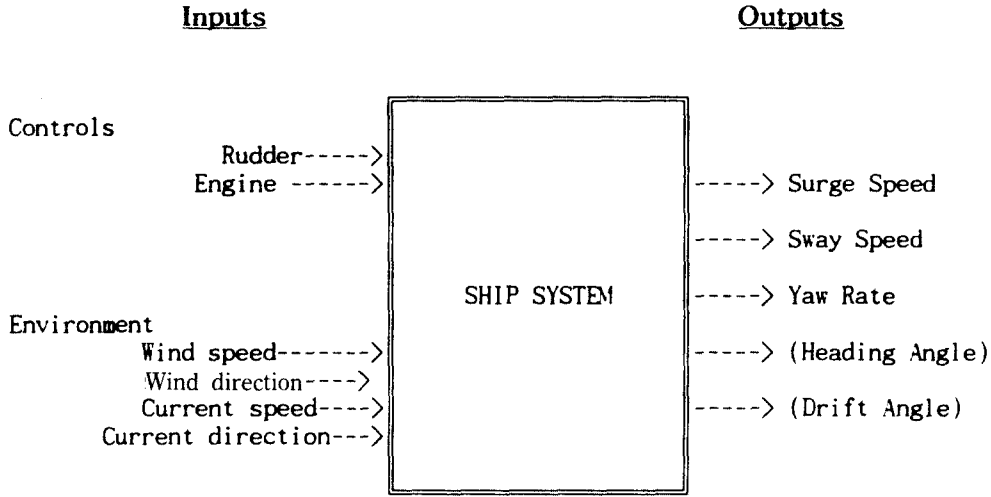 Inputs
Outputs
Controls
Rudder----->
Engine ------>
-----> Surge Speed
-----> Sway Speed
SHIP SYSTEM
-----> Yaw Rate
Environment
Wind speed------->
-----> (Heading Angle)
Wind direction---->
Current speed---->
-----> (Drift Angle)
Current direction--->